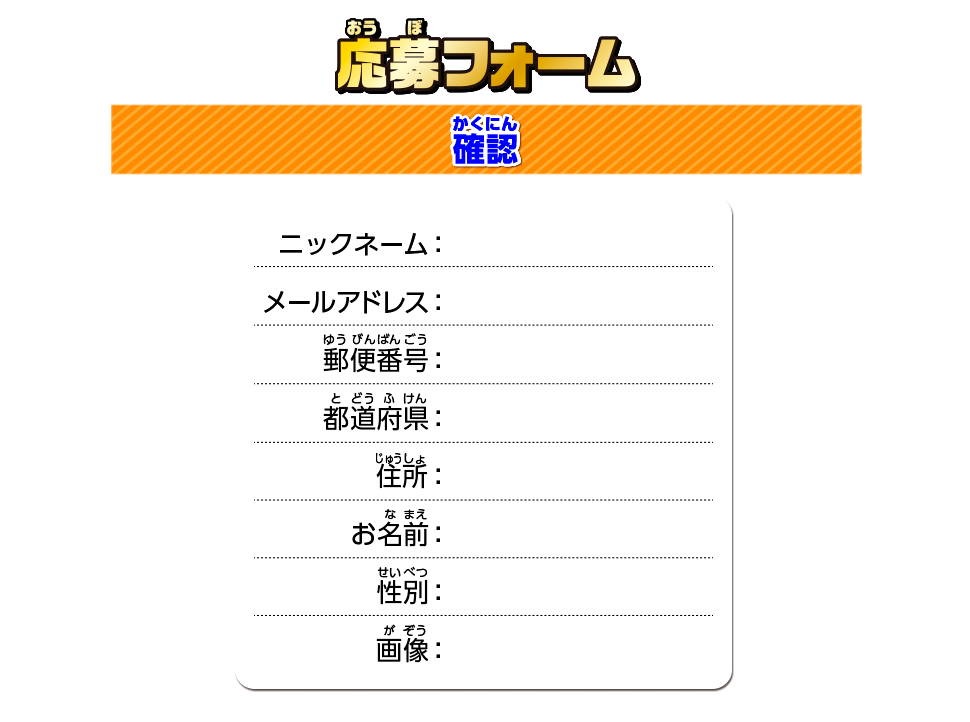 おうぼ
応募フォーム
かくにん
確認
ニックネーム：
メールアドレス：
ゆうびんばんごう
郵便番号：
とどうふけん
都道府県：
じゅうしょ
住所：
なまえ
お名前：
せいべつ
性別：
がぞう
画像：